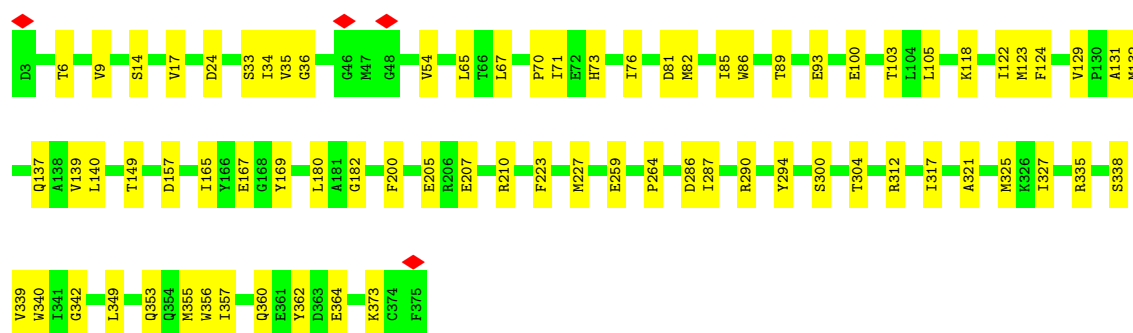 D3 T6 V9 S14 V17 D24 S33 I34 V35 G36 G46 M47 G48 V54 L65 T66 L67 P70 I71 E72 H73 I76 D81 M82 I85 W86 T89 E93 E100 T103 L104 L105 K118 I122 M123 F124 V129 P130 A131 M132
Q137 A138 V139 L140 T149 D157 I165 Y166 E167 G168 Y169 L180 A181 G182 F200 E205 R206 E207 R210 F223 M227 E259 P264 D286 I287 R290 Y294 S300 T304 R312 I317 A321 M325 K326 I327 R335 S338
V339 W340 I341 G342 L349 Q353 Q354 M355 W356 I357 Q360 E361 Y362 D363 E364 K373 C374 F375